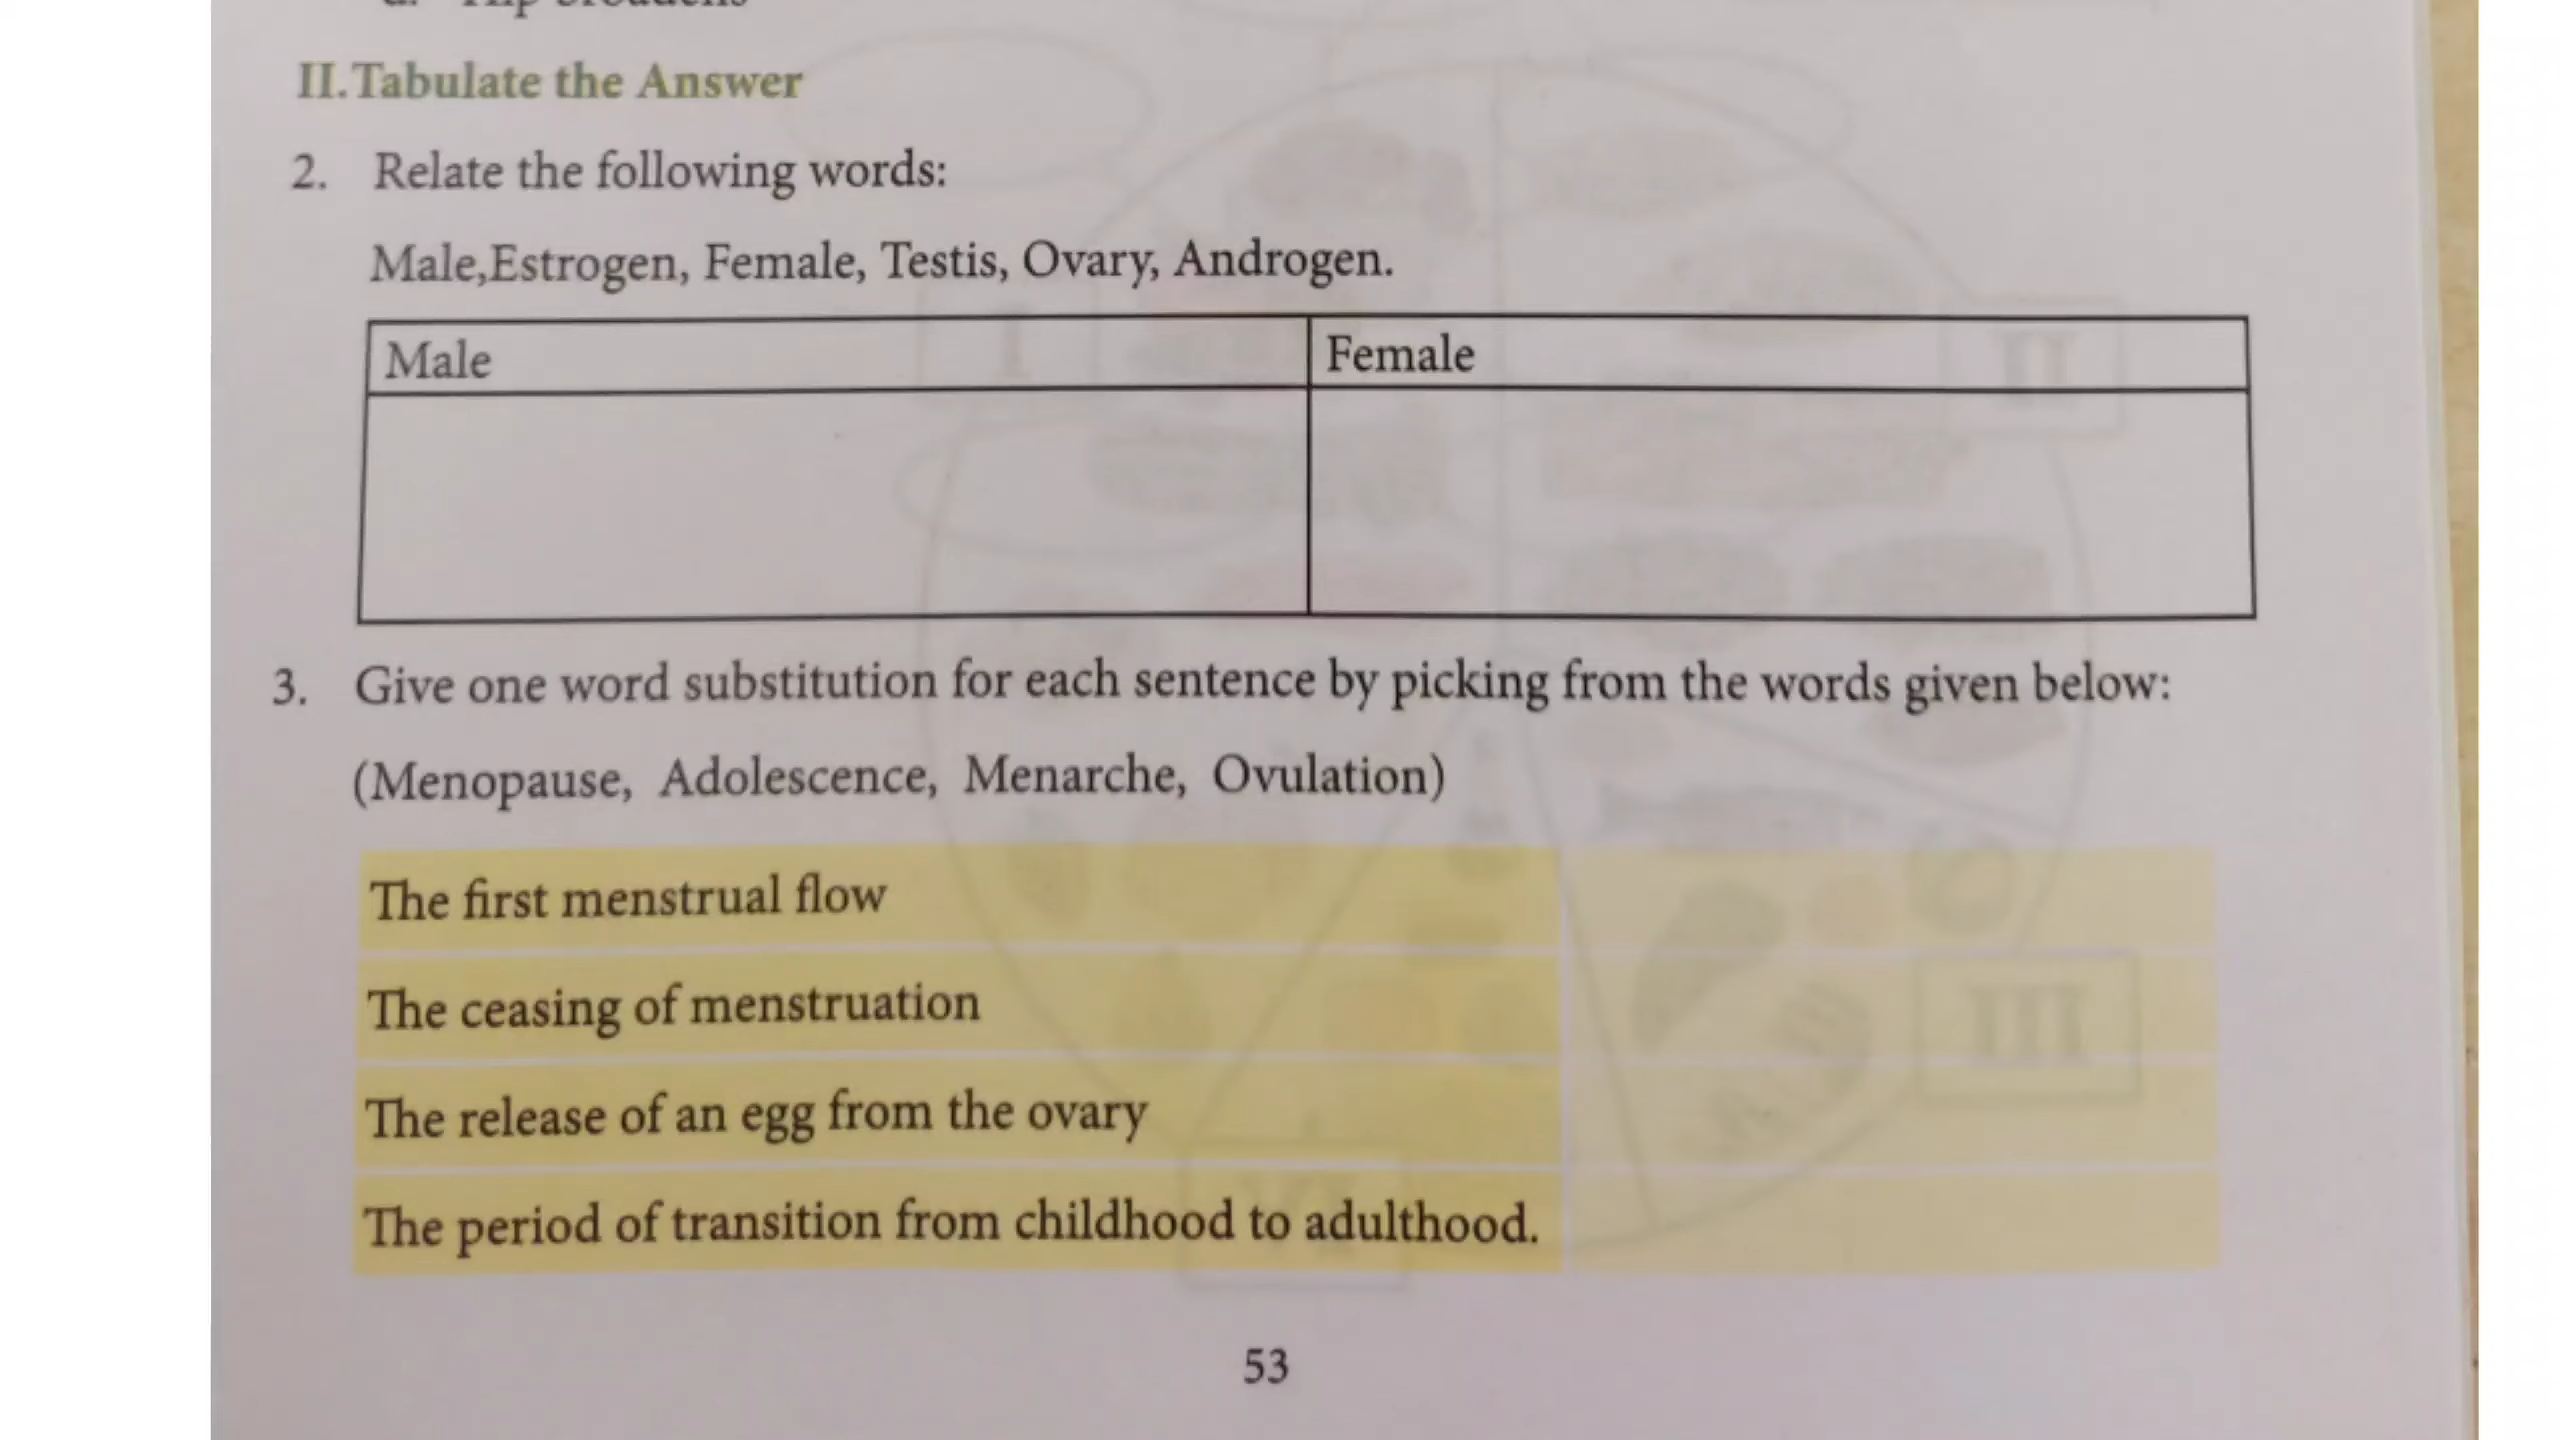 II. Tabulate the Answer
2. Relate the following words:
Male,Estrogen, Female, Testis, Ovary, Androgen.
Male Female
3. Give one word substitution for each sentence by picking from the words given below:
(Menopause, Adolescence, Menarche, Ovulation)
The first menstrual flow
The ceasing of menstruation
The release of an egg from the ovary
The period of transition from childhood to adulthood.
53